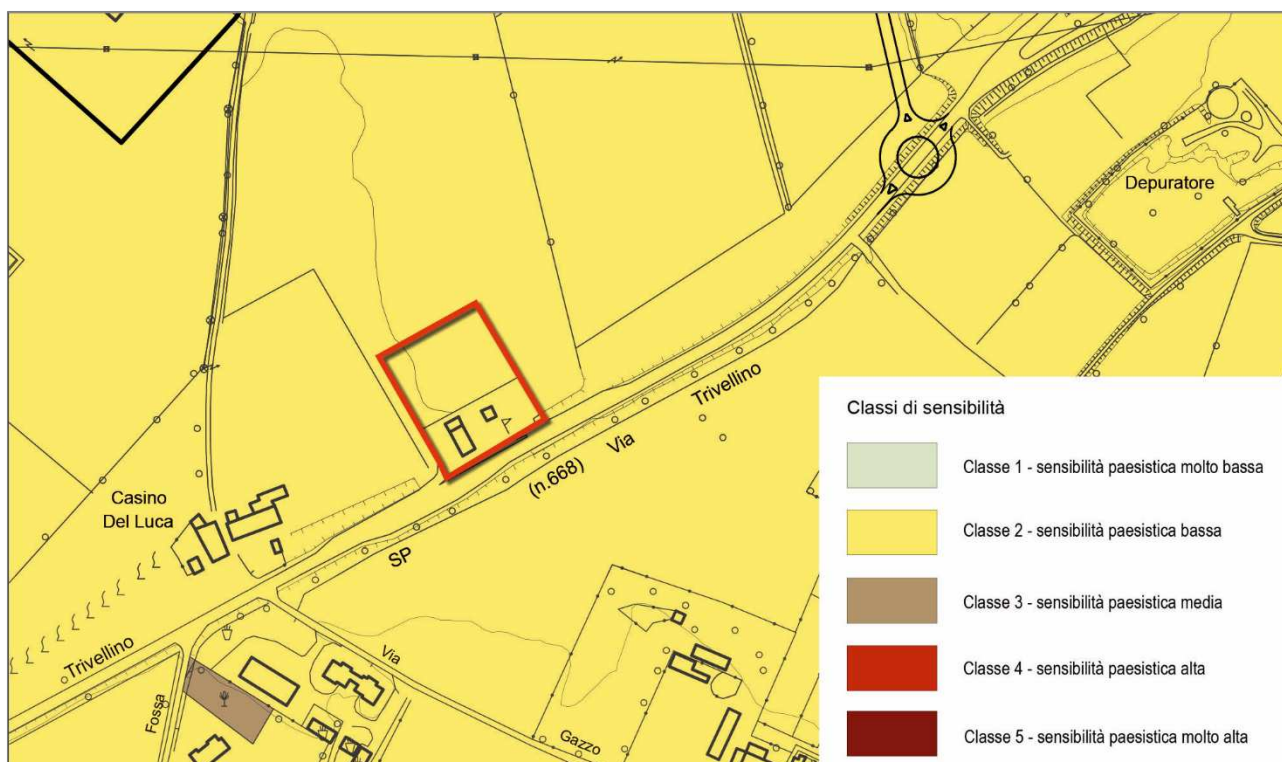 Depuratore
Trivellino
Via
(n.668)
SP
Casino
Del Luca
Trivellino
Fossa
Via
Gazzo
Classi di sensibilità
Classe 1 - sensibilità paesistica molto bassa
Classe 2 - sensibilità paesistica bassa
Classe 3 - sensibilità paesistica media
Classe 4 - sensibilità paesistica alta
Classe 5 - sensibilità paesistica molto alta